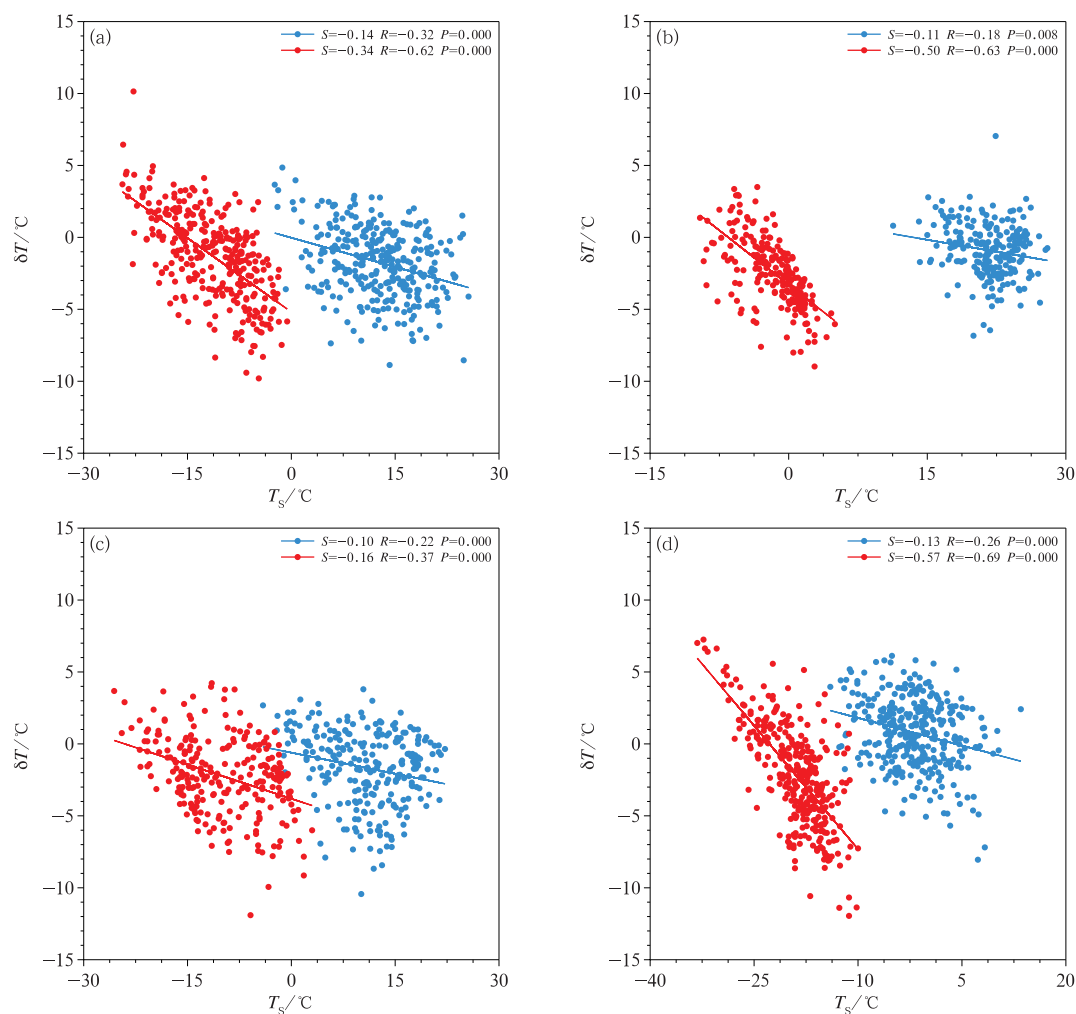 (a)
S=−0.14 R=−0.32 P=0.000
S=−0.34 R=−0.62 P=0.000
15
10
5
0
−5
−10
−15
δT/℃
−30
−15
0
15
30
T_S/℃
(b)
S=−0.11 R=−0.18 P=0.008
S=−0.50 R=−0.63 P=0.000
15
10
5
0
−5
−10
−15
δT/℃
−15
0
15
30
T_S/℃
(c)
S=−0.10 R=−0.22 P=0.000
S=−0.16 R=−0.37 P=0.000
15
10
5
0
−5
−10
−15
δT/℃
−30
−15
0
15
30
T_S/℃
(d)
S=−0.13 R=−0.26 P=0.000
S=−0.57 R=−0.69 P=0.000
15
10
5
0
−5
−10
−15
δT/℃
−40
−25
−10
5
20
T_S/℃